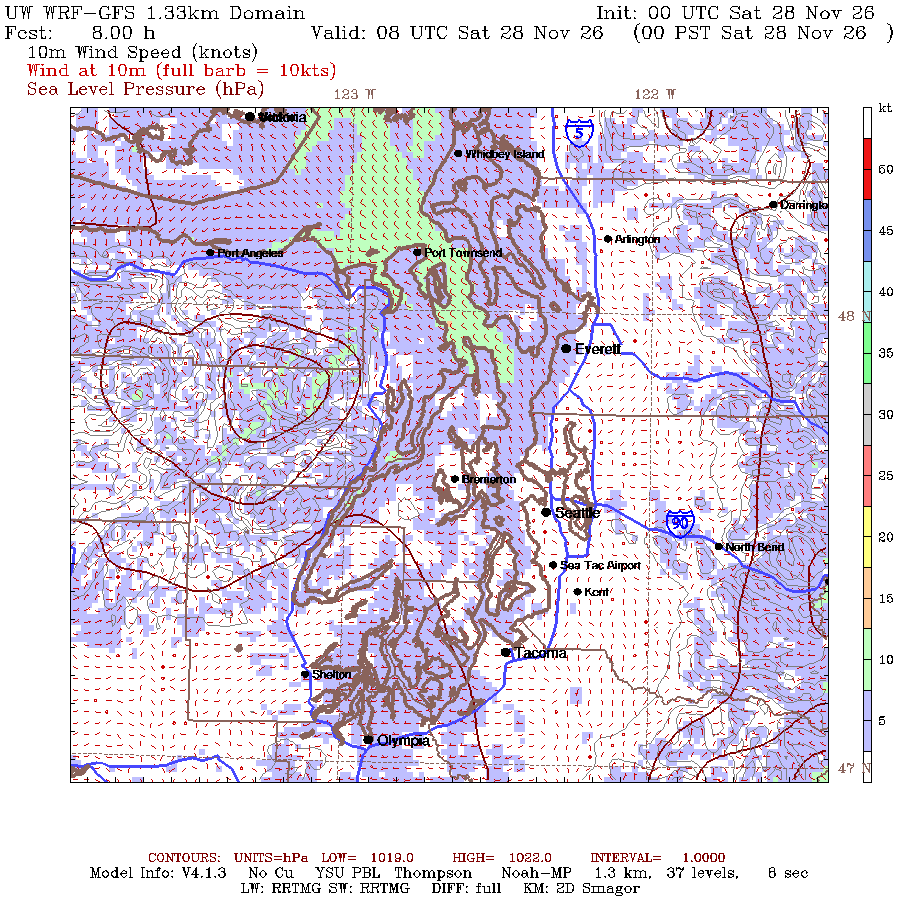 UW WRF-GFS 1.33km Domain Init: 00 UTC Sat 28 Nov 26
Fcst: 8.00 h Valid: 08 UTC Sat 28 Nov 26 (00 PST Sat 28 Nov 26 )
10m Wind Speed (knots)
Wind at 10m (full barb = 10kts)
Sea Level Pressure (hPa)
123 W 122 W
kt
Victoria
5
Whidbey Island
50
Darringto
45
Arlington
Port Angeles Port Townsend
40
48 N
Everett
35
30
25
Bremerton
Seattle
90
20
North Bend
Sea Tac Airport
Kent
15
Tacoma
10
Shelton
5
Olympia
47 N
CONTOURS: UNITS=hPa LOW= 1019.0 HIGH= 1022.0 INTERVAL= 1.0000
Model Info: V4.1.3 No Cu YSU PBL Thompson Noah-MP 1.3 km, 37 levels, 8 sec
LW: RRTMG SW: RRTMG DIFF: full KM: 2D Smagor